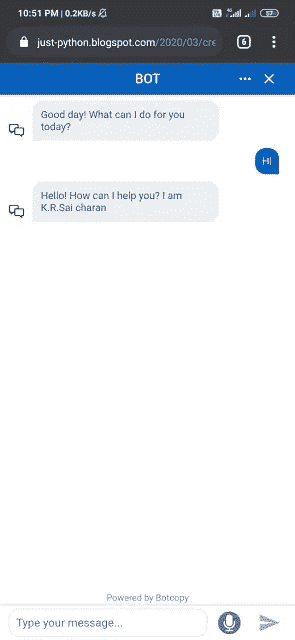 10:51 PM | 0.2KB/s
57
just-python.blogspot.com/2020/03/cre
6
BOT
Good day! What can I do for you
today?
Hi
Hello! How can I help you? I am
K.R.Sai charan
Powered by Botcopy
Type your message...